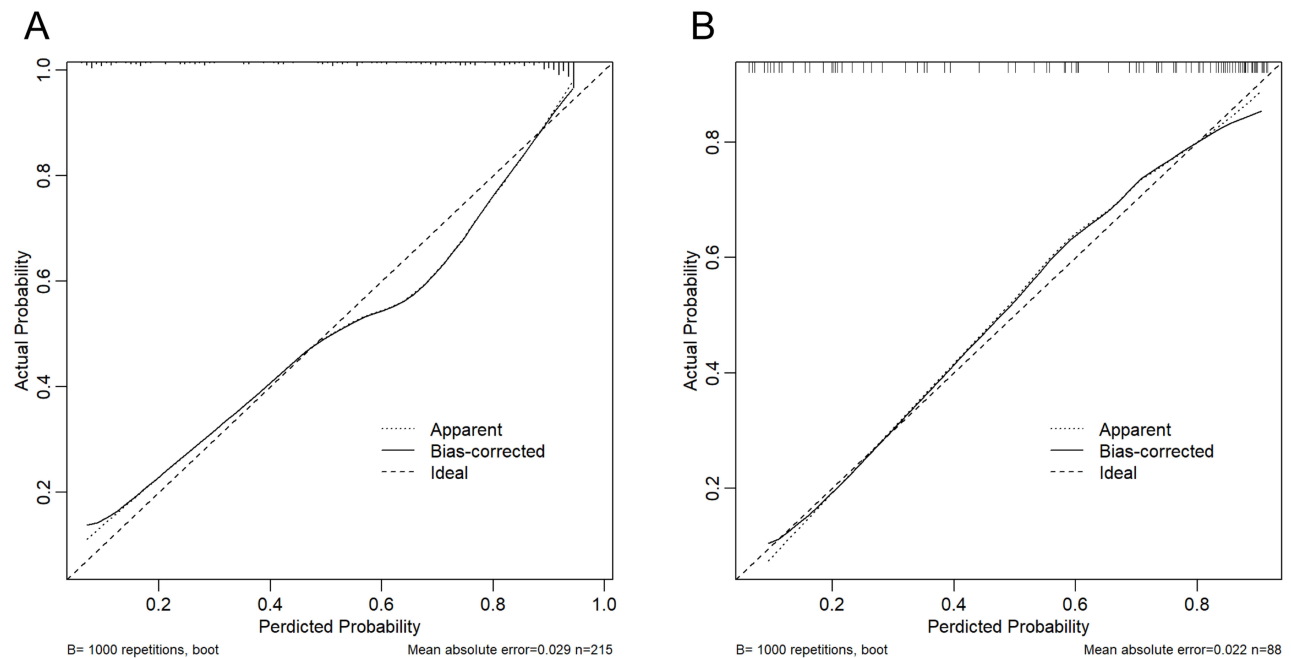 A
1.0
0.8
0.6
0.4
0.2
Actual Probability
Apparent
Bias-corrected
Ideal
0.2 0.4 0.6 0.8 1.0
Perdicted Probability
B= 1000 repetitions, boot Mean absolute error=0.029 n=215
B
0.8
0.6
0.4
0.2
Actual Probability
Apparent
Bias-corrected
Ideal
0.2 0.4 0.6 0.8
Perdicted Probability
B= 1000 repetitions, boot Mean absolute error=0.022 n=88